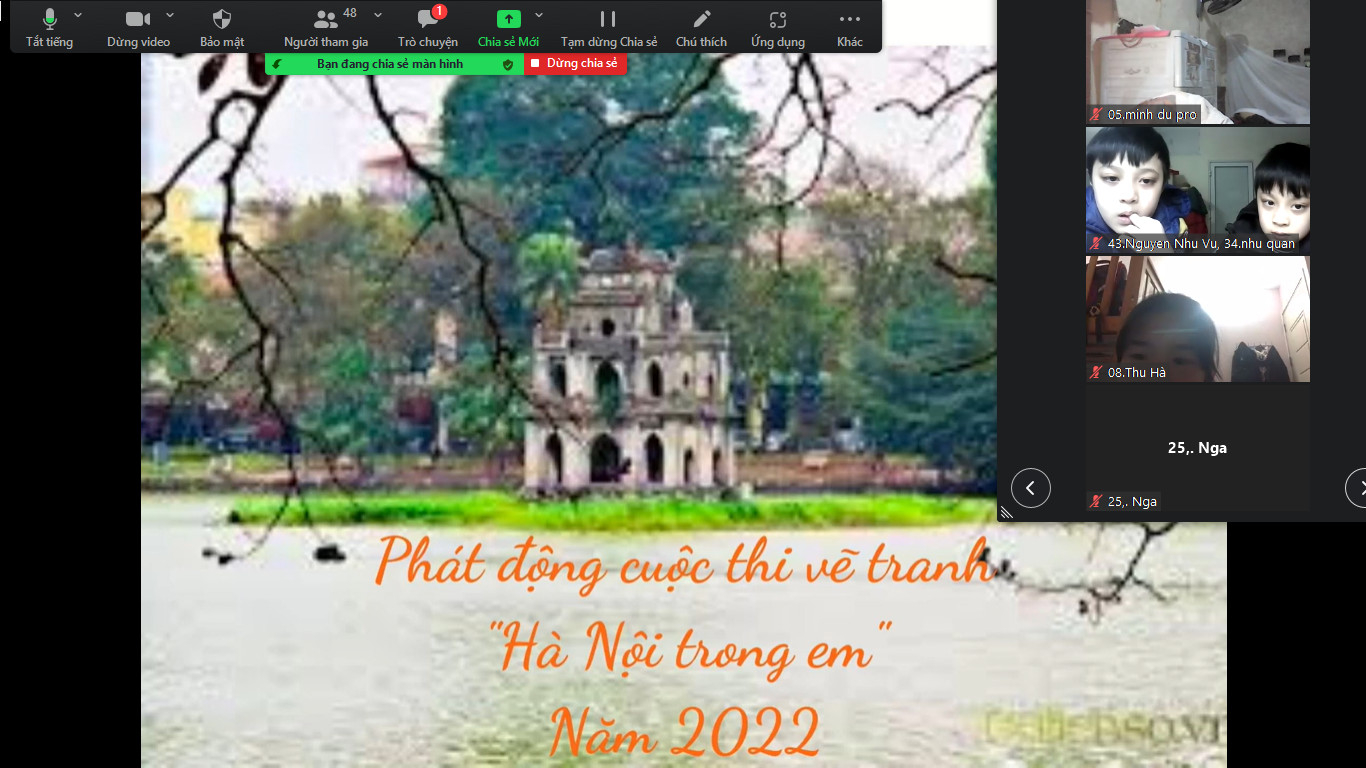 48
1
Tắt tiếng
Dừng video
Bảo mật
Người tham gia
Trò chuyện
Chia sẻ Mới
Tạm dừng Chia sẻ
Chú thích
Ứng dụng
Khác
Bạn đang chia sẻ màn hình
Dừng chia sẻ
05.minh du pro
43.Nguyen Nhu Vu, 34.nhu quan
08.Thu Hà
25,. Nga
25,. Nga
Phát động cuộc thi vẽ tranh
"Hà Nội trong em"
Năm 2022